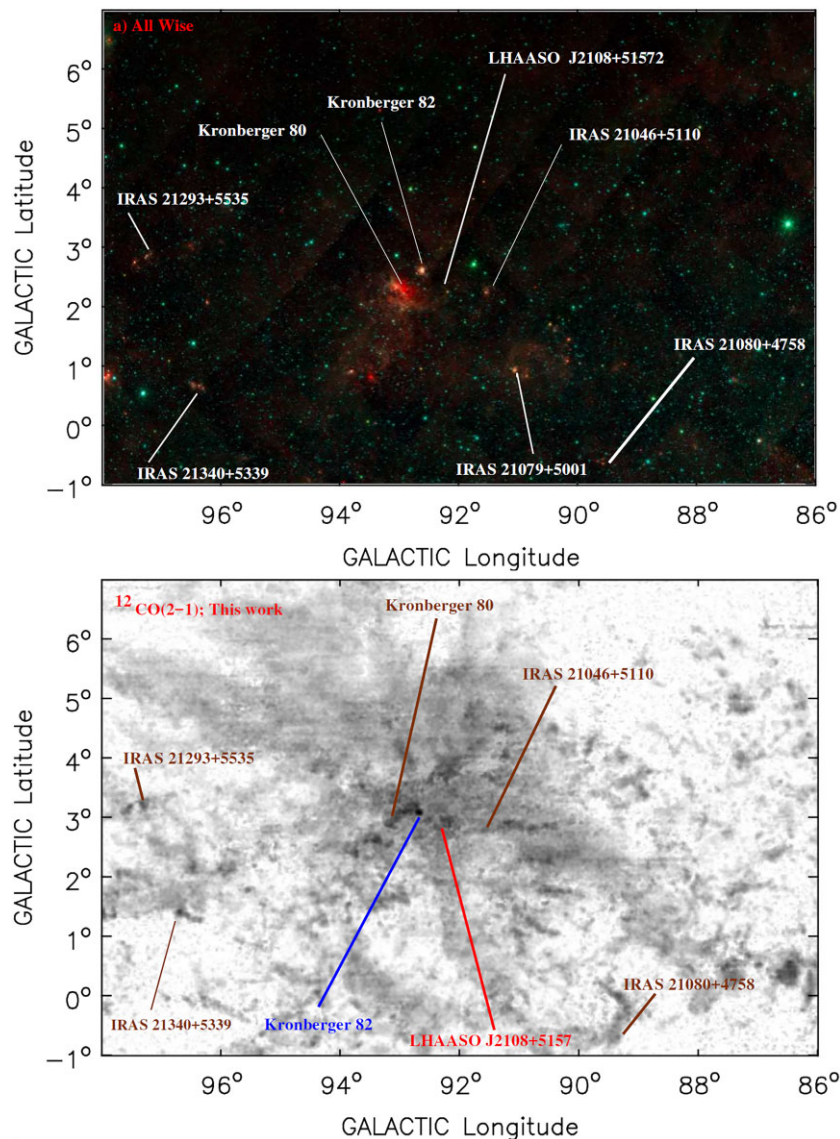 a) All Wise
LHAASO J2108+51572
Kronberger 82
Kronberger 80
IRAS 21046+5110
IRAS 21293+5535
IRAS 21080+4758
IRAS 21340+5339
IRAS 21079+5001
6°
5°
4°
3°
2°
1°
0°
−1°
GALACTIC Latitude
96°
94°
92°
90°
88°
86°
GALACTIC Longitude
12 CO(2−1); This work
Kronberger 80
IRAS 21046+5110
IRAS 21293+5535
IRAS 21340+5339
Kronberger 82
LHAASO J2108+5157
IRAS 21080+4758
6°
5°
4°
3°
2°
1°
0°
−1°
GALACTIC Latitude
96°
94°
92°
90°
88°
86°
GALACTIC Longitude